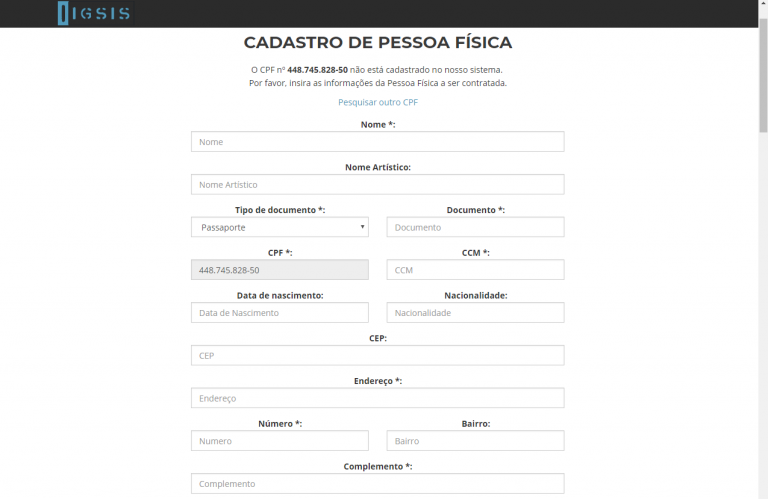 IGSIS
CADASTRO DE PESSOA FÍSICA
O CPF nº 448.745.828-50 não está cadastrado no nosso sistema.
Por favor, insira as informações da Pessoa Física a ser contratada.
Pesquisar outro CPF
Nome *:
Nome
Nome Artístico:
Nome Artístico
Tipo de documento *: Documento *:
Passaporte Documento
CPF *: CCM *:
448.745.828-50 CCM
Data de nascimento: Nacionalidade:
Data de Nascimento Nacionalidade
CEP:
CEP
Endereço *:
Endereço
Número *: Bairro:
Numero Bairro
Complemento *:
Complemento